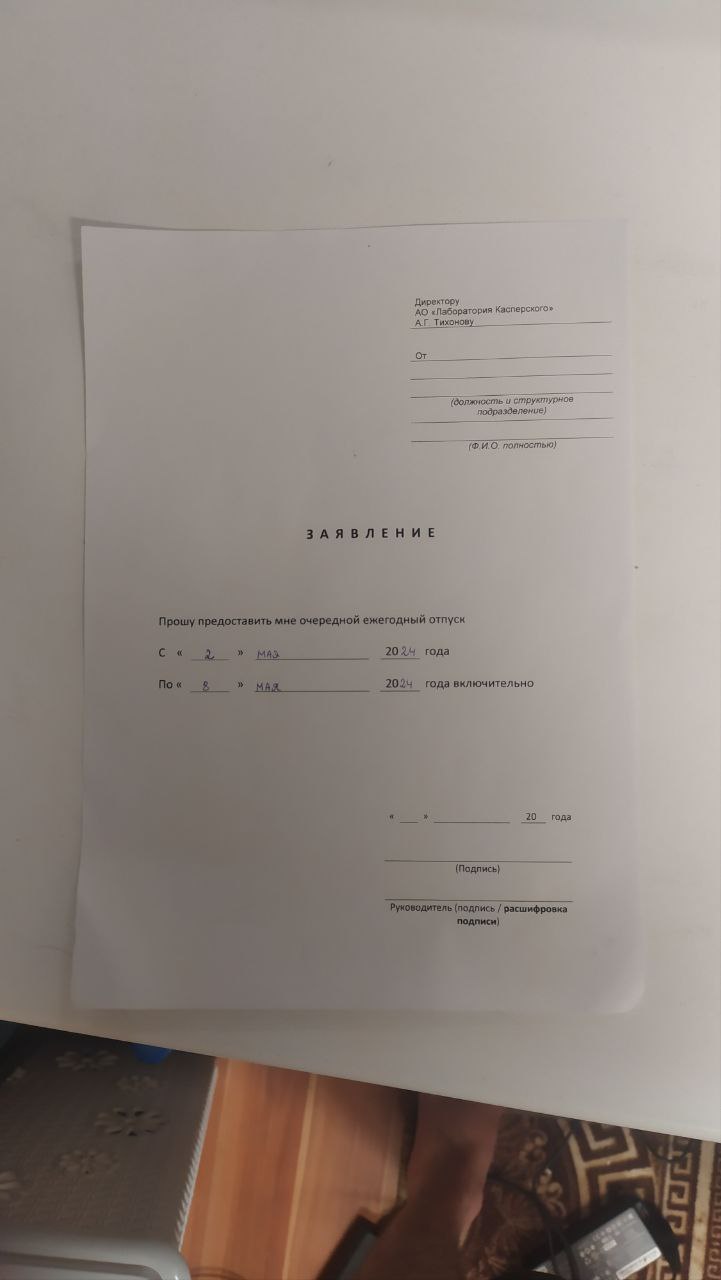 Директору
АО «Лаборатория Касперского»
А.Г. Тихонову
От
(должность и структурное
подразделение)
(Ф.И.О. полностью)
ЗАЯВЛЕНИЕ
Прошу предоставить мне очередной ежегодный отпуск
С « 2 » мая 2024 года
По « 8 » мая 2024 года включительно
« » 20 года
(Подпись)
Руководитель (подпись / расшифровка
подписи)